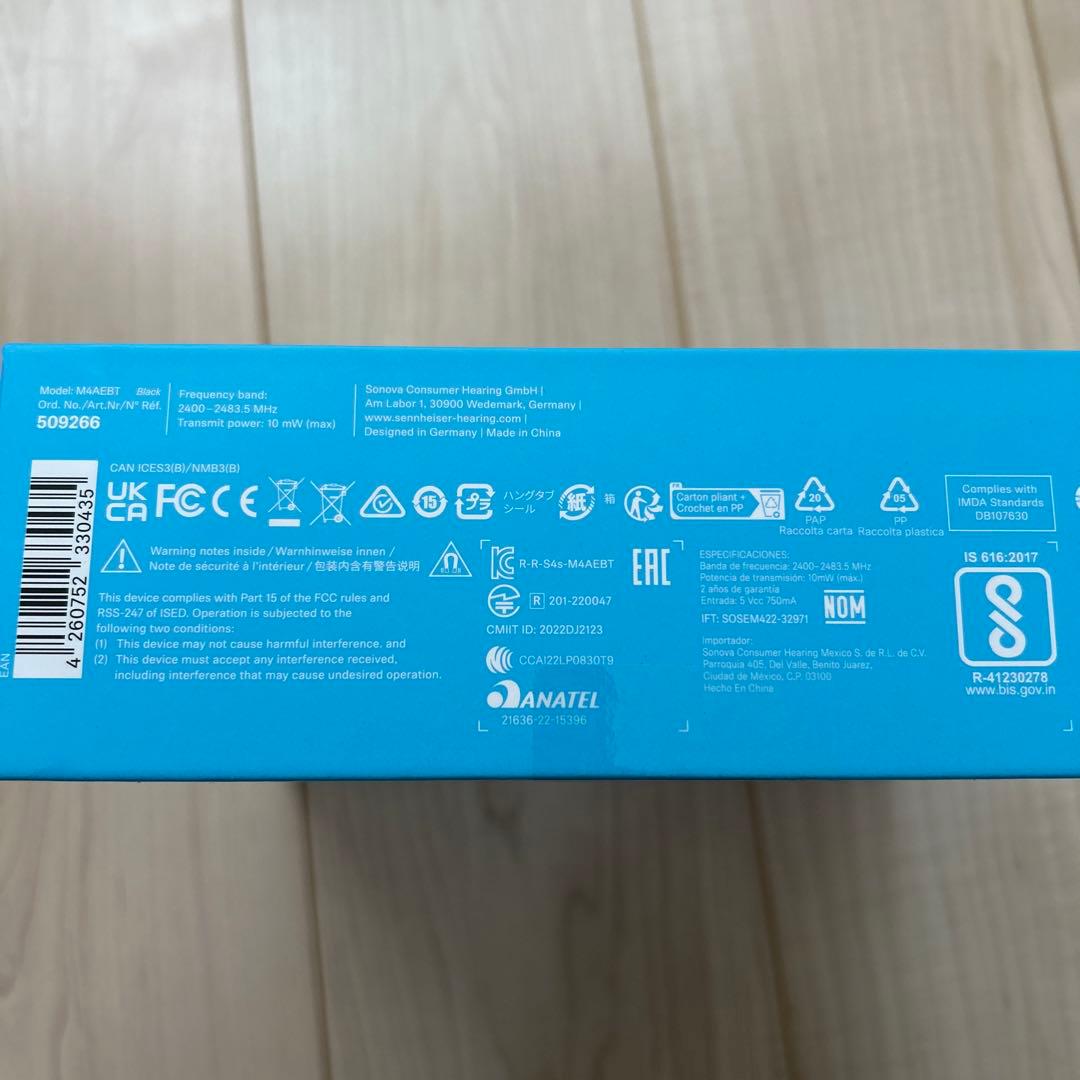 Model: M4AEBT Black
Ord. No./Art.Nr/N° Réf.
509266
Frequency band:
2400–2483.5 MHz
Transmit power: 10 mW (max)
Sonova Consumer Hearing GmbH |
Am Labor 1, 30900 Wedemark, Germany |
www.sennheiser-hearing.com |
Designed in Germany | Made in China
CAN ICES3(B)/NMB3(B)
UK
CA
FC CE
15
プラ
ハングタブ
シール
紙
箱
FR
Carton pliant +
Crochet en PP
20
PAP
Raccolta carta
05
PP
Raccolta plastica
Complies with
IMDA Standards
DB107630
EAN
4 260752 330435
Warning notes inside / Warnhinweise innen /
Note de sécurité à l'intérieur / 包装内含有警告说明
This device complies with Part 15 of the FCC rules and
RSS-247 of ISED. Operation is subjected to the
following two conditions:
(1) This device may not cause harmful interference. and
(2) This device must accept any interference received,
including interference that may cause undesired operation.
R-R-S4s-M4AEBT
R 201-220047
CMIIT ID: 2022DJ2123
CCAI22LP0830T9
ANATEL
21636-22-15396
EAC
ESPECIFICACIONES:
Banda de frecuencia: 2400-2483.5 MHz
Potencia de transmisión: 10mW (máx.)
2 años de garantía
Entrada: 5 Vcc 750mA
IFT: SOSEM422-32971
NOM
Importador:
Sonova Consumer Hearing Mexico S. de R.L. de C.V.
Parroquia 405, Del Valle, Benito Juarez,
Ciudad de México, C.P. 03100
Hecho En China
IS 616:2017
R-41230278
www.bis.gov.in